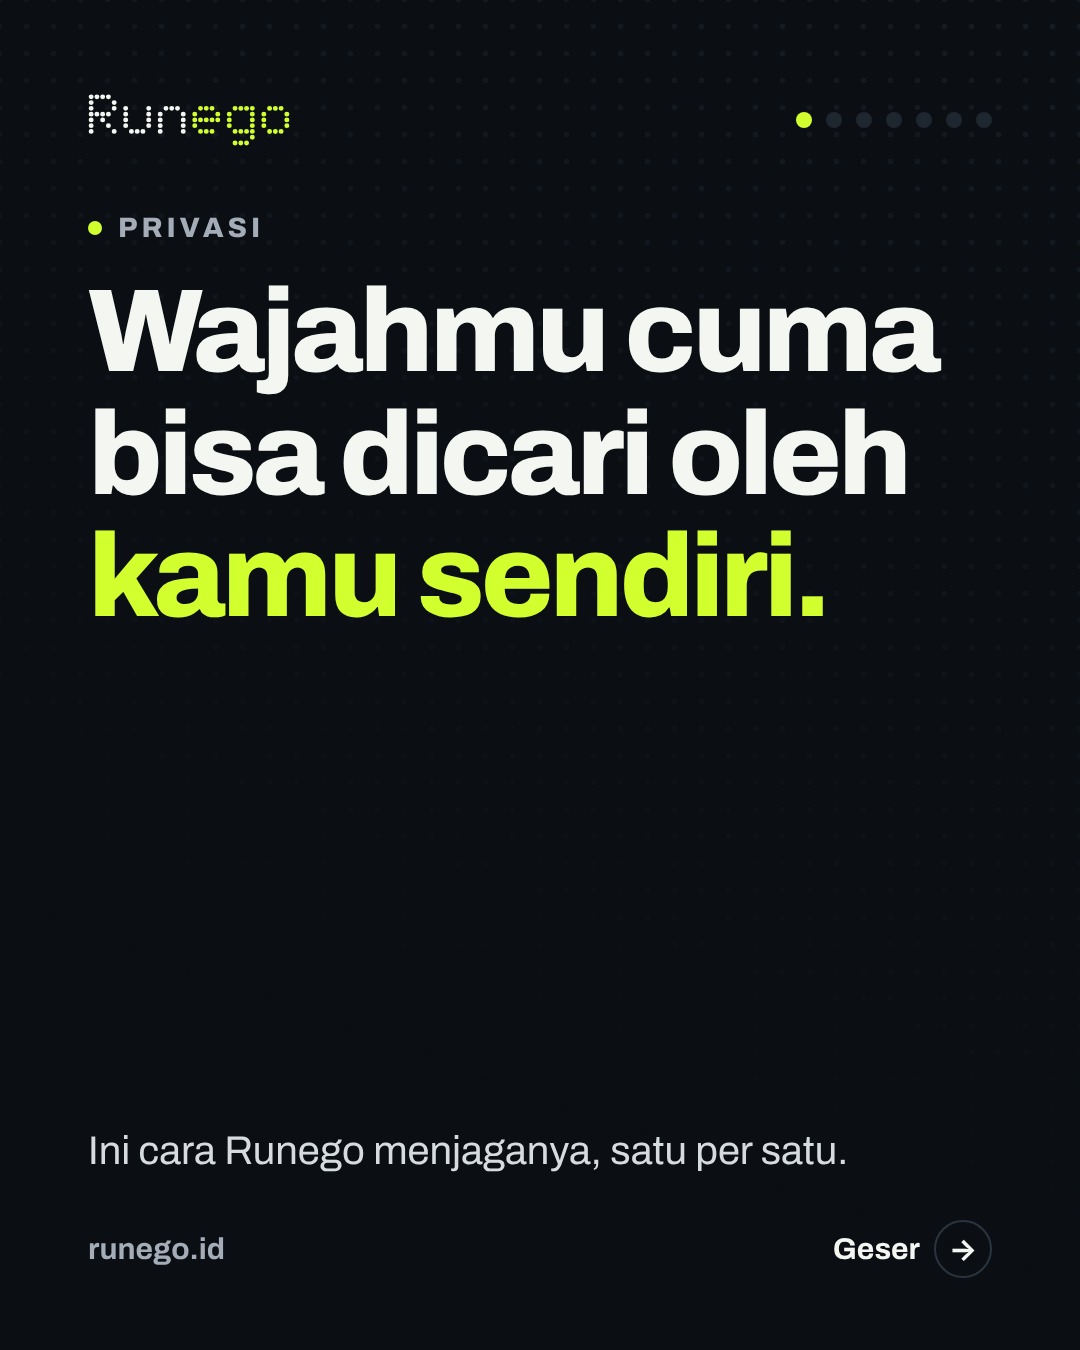 Runego
PRIVASI
Wajahmu cuma
bisa dicari oleh
kamu sendiri.
Ini cara Runego menjaganya, satu per satu.
runego.id
Geser →